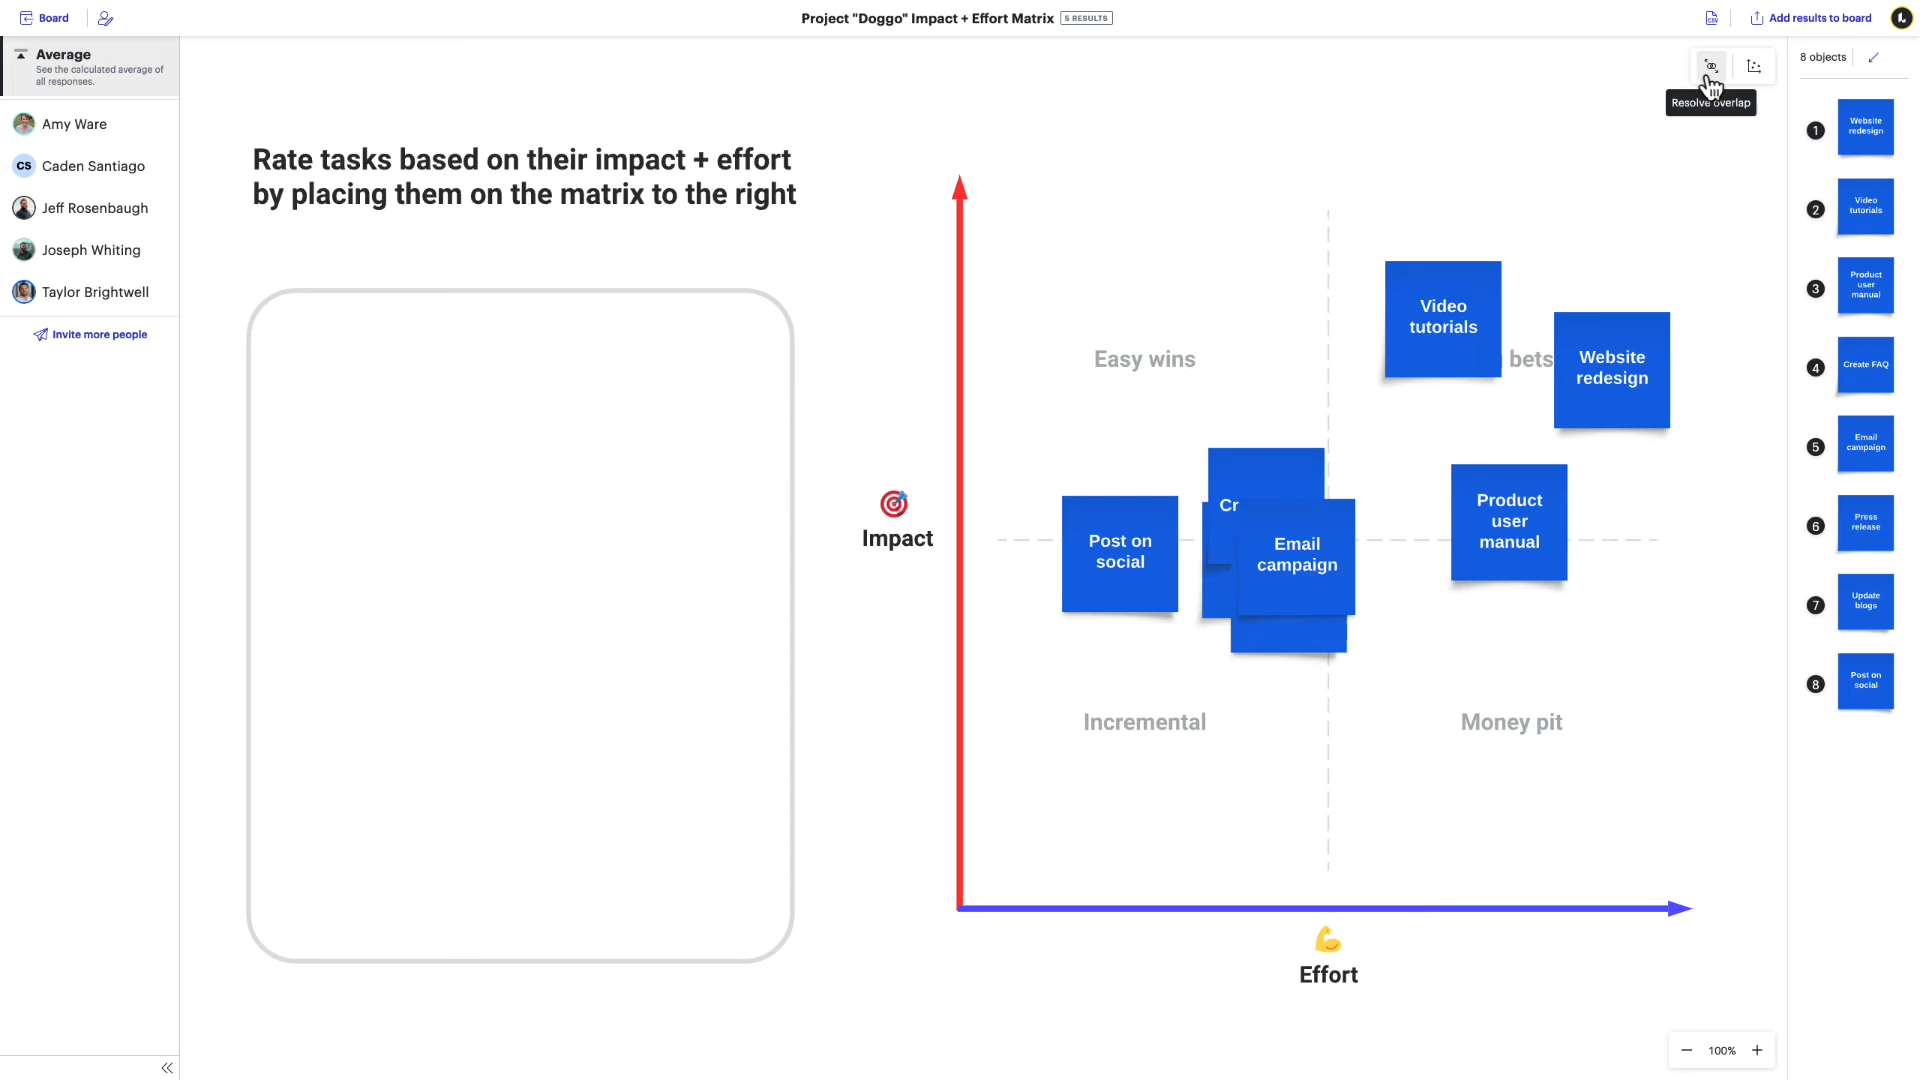 Board
Project "Doggo" Impact + Effort Matrix
5 RESULTS
CSV
Add results to board
Average
See the calculated average of
all responses.
Amy Ware
CS
Caden Santiago
Jeff Rosenbaugh
Joseph Whiting
Taylor Brightwell
Invite more people
Resolve overlap
8 objects
Rate tasks based on their impact + effort
by placing them on the matrix to the right
Easy wins
bets
Video
tutorials
Website
redesign
Cr
Post on
social
Email
campaign
Product
user
manual
Impact
Incremental
Money pit
Effort
1
Website
redesign
2
Video
tutorials
3
Product
user
manual
4
Create FAQ
5
Email
campaign
6
Press
release
7
Update
blogs
8
Post on
social
100%